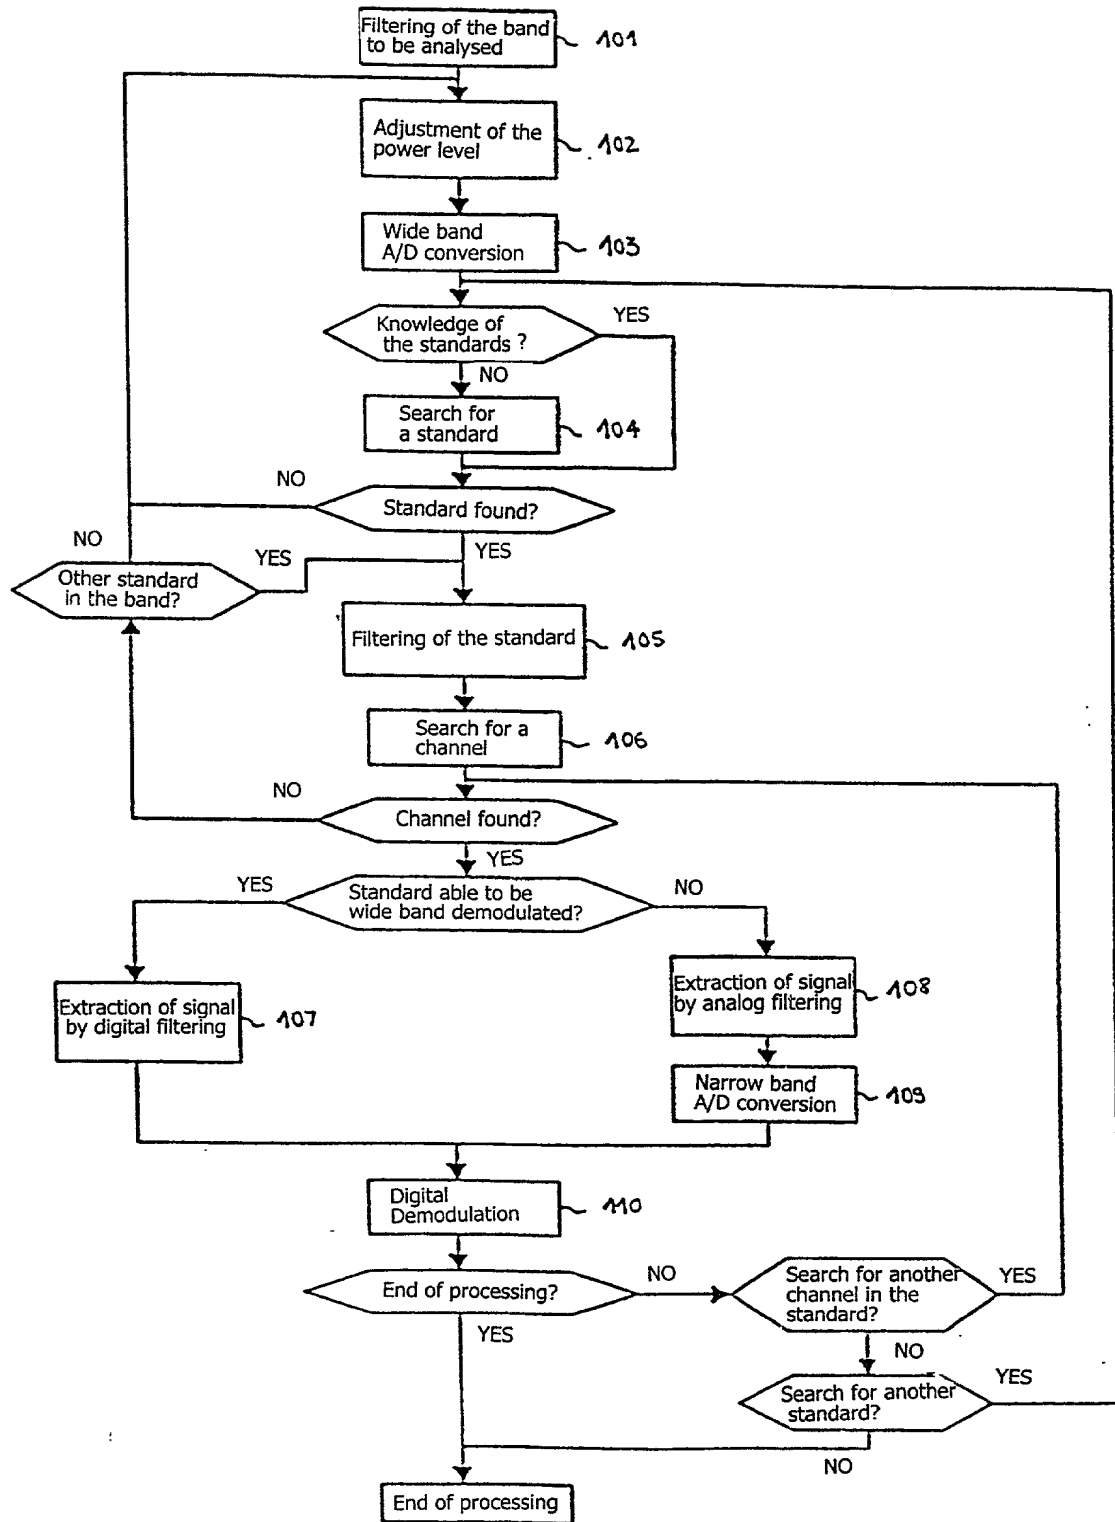 Filtering of the band
to be analysed
101
Adjustment of the
power level
102
Wide band
A/D conversion
103
Knowledge of
the standards ?
YES
NO
Search for
a standard
104
NO
Standard found?
NO
YES
YES
Other standard
in the band?
Filtering of the standard
105
Search for a
channel
106
NO
Channel found?
YES
YES
Standard able to be
wide band demodulated?
NO
Extraction of signal
by digital filtering
107
Extraction of signal
by analog filtering
108
Narrow band
A/D conversion
109
Digital
Demodulation
110
End of processing?
NO
Search for another
channel in the
standard?
YES
YES
NO
Search for another
standard?
YES
NO
End of processing